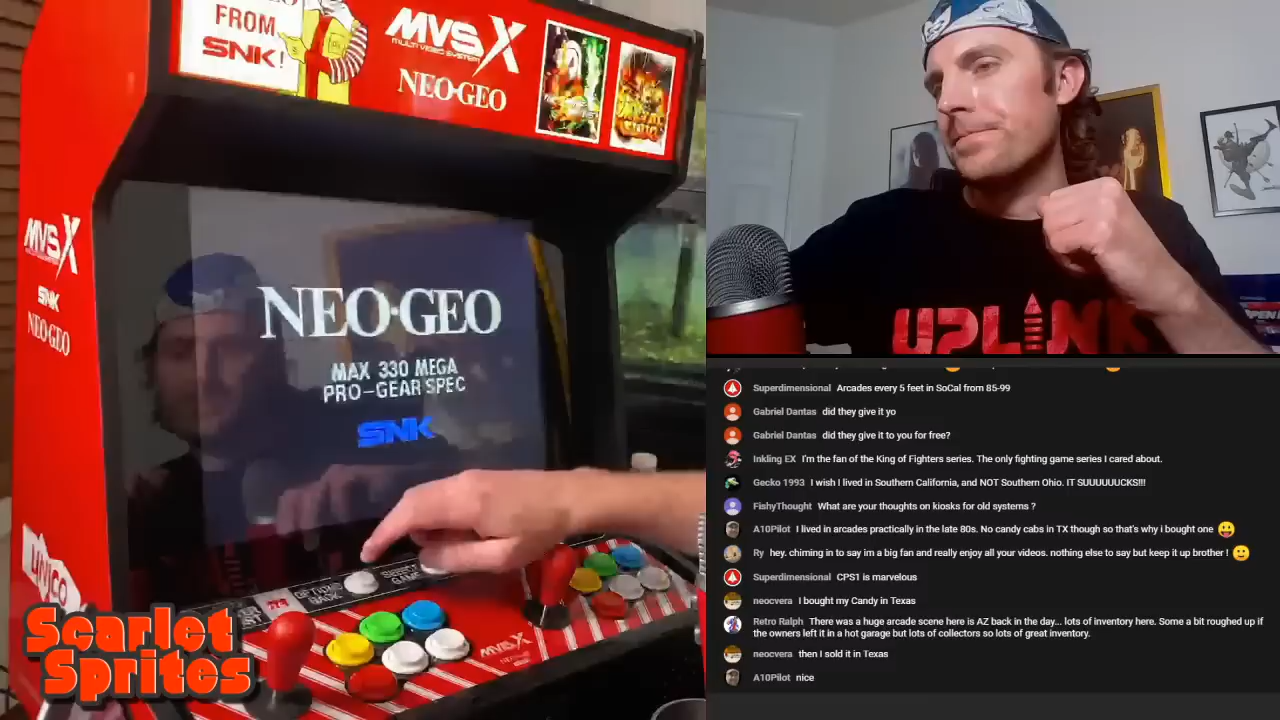 FROM
SNK!
MVSX
MULTI VIDEO SYSTEM
NEO·GEO
MVSX
SNK
NEO·GEO
UNICO
NEO·GEO
MAX 330 MEGA
PRO-GEAR SPEC
SNK
OPTIONS
BACK
SELECT
GAME
MVSX
Scarlet
Sprites
UPLINK
Superdimensional Arcades every 5 feet in SoCal from 85-99
Gabriel Dantas did they give it yo
Gabriel Dantas did they give it to you for free?
Inkling EX I'm the fan of the King of Fighters series. The only fighting game series I cared about.
Gecko 1993 I wish I lived in Southern California, and NOT Southern Ohio. IT SUUUUUCKS!!!
FishyThought What are your thoughts on kiosks for old systems ?
A10Pilot I lived in arcades practically in the late 80s. No candy cabs in TX though so that's why i bought one 😛
Ry hey. chiming in to say im a big fan and really enjoy all your videos. nothing else to say but keep it up brother ! 🙂
Superdimensional CPS1 is marvelous
neocvera I bought my Candy in Texas
Retro Ralph There was a huge arcade scene here is AZ back in the day... lots of inventory here. Some a bit roughed up if
the owners left it in a hot garage but lots of collectors so lots of great inventory.
neocvera then I sold it in Texas
A10Pilot nice